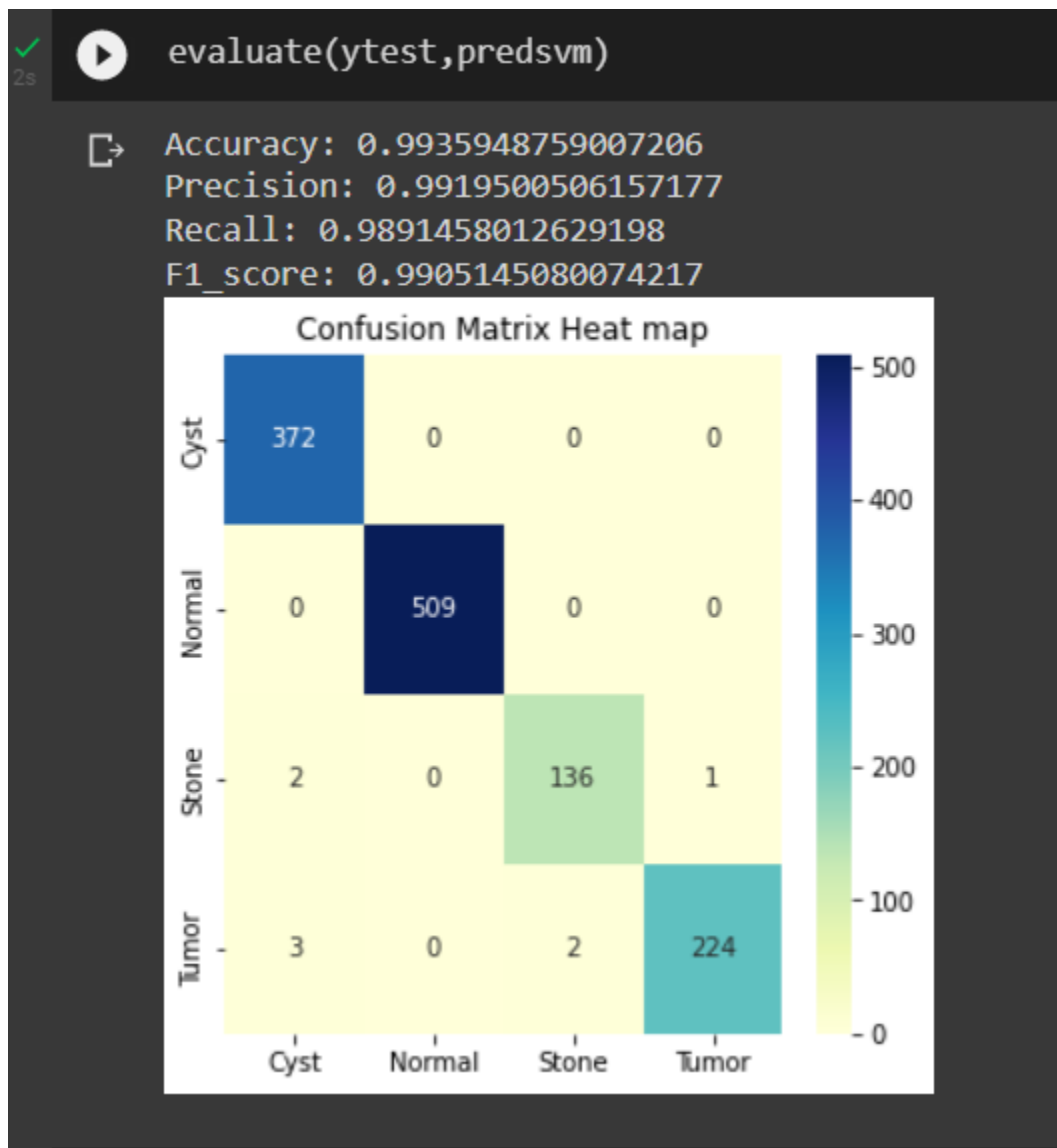 evaluate(ytest,predsvm)
2s
Accuracy: 0.9935948759007206
Precision: 0.9919500506157177
Recall: 0.9891458012629198
F1_score: 0.9905145080074217
Confusion Matrix Heat map
Cyst 372 0 0 0
Normal 0 509 0 0
Stone 2 0 136 1
Tumor 3 0 2 224
Cyst Normal Stone Tumor
500
400
300
200
100
0